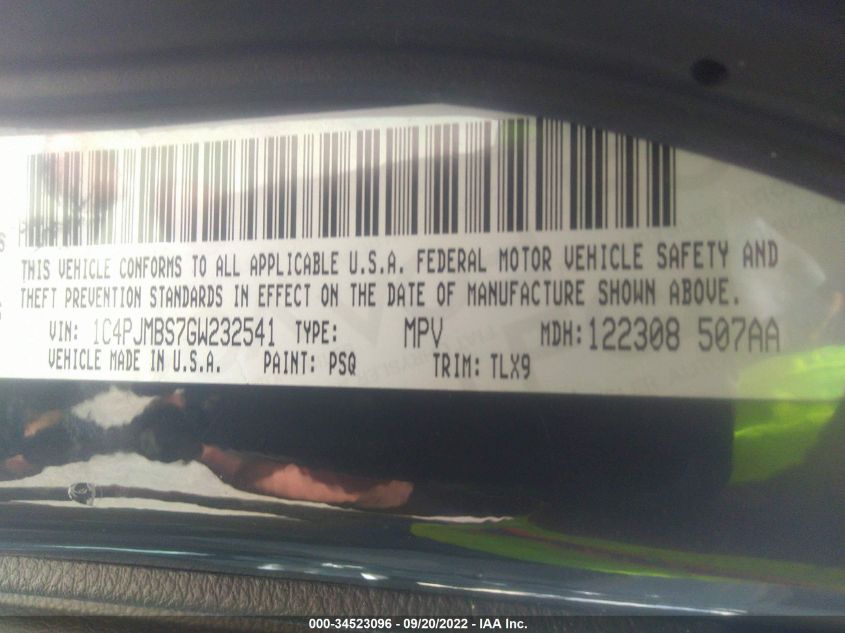 THIS VEHICLE CONFORMS TO ALL APPLICABLE U.S.A. FEDERAL MOTOR VEHICLE SAFETY AND
THEFT PREVENTION STANDARDS IN EFFECT ON THE DATE OF MANUFACTURE SHOWN ABOVE.
VIN: 1C4PJMBS7GW232541 TYPE: MPV MDH: 122308 507AA
VEHICLE MADE IN U.S.A. PAINT: PSQ TRIM: TLX9
000-34523096 - 09/20/2022 - IAA Inc.